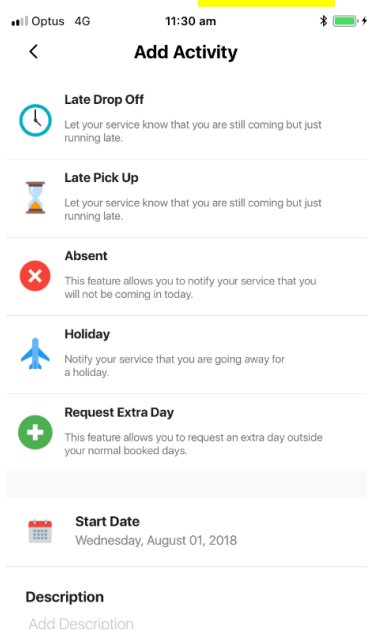 Optus 4G 11:30 am
Add Activity
Late Drop Off
Let your service know that you are still coming but just
running late.
Late Pick Up
Let your service know that you are still coming but just
running late.
Absent
This feature allows you to notify your service that you
will not be coming in today.
Holiday
Notify your service that you are going away for
a holiday.
Request Extra Day
This feature allows you to request an extra day outside
your normal booked days.
Start Date
Wednesday, August 01, 2018
Description
Add Description